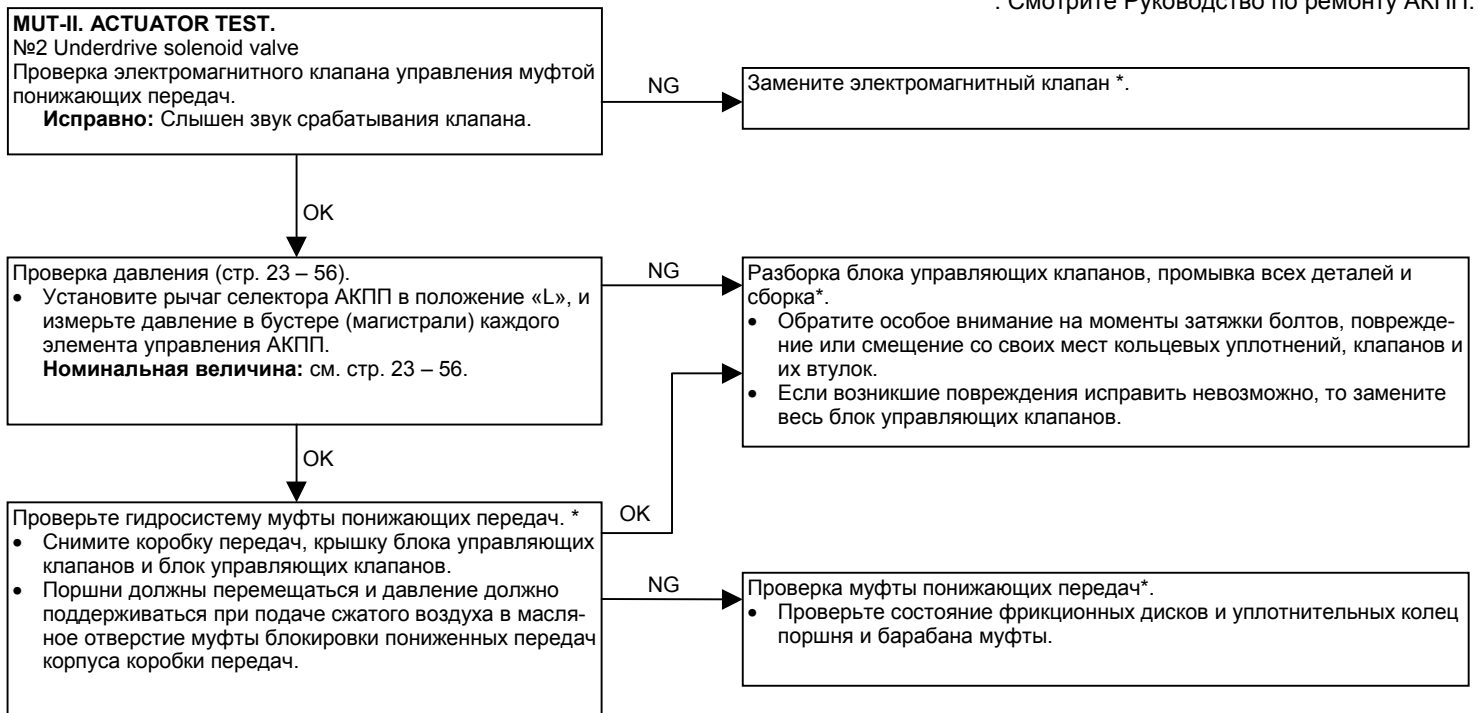 : Смотрите Руководство по ремонту АКПП.
MUT-II. ACTUATOR TEST.
№2 Underdrive solenoid valve
Проверка электромагнитного клапана управления муфтой
понижающих передач.
Исправно: Слышен звук срабатывания клапана.
NG
Замените электромагнитный клапан *.
OK
Проверка давления (стр. 23 – 56).
• Установите рычаг селектора АКПП в положение «L», и
измерьте давление в бустере (магистрали) каждого
элемента управления АКПП.
Номинальная величина: см. стр. 23 – 56.
NG
Разборка блока управляющих клапанов, промывка всех деталей и
сборка*.
• Обратите особое внимание на моменты затяжки болтов, поврежде-
ние или смещение со своих мест кольцевых уплотнений, клапанов и
их втулок.
• Если возникшие повреждения исправить невозможно, то замените
весь блок управляющих клапанов.
OK
Проверьте гидросистему муфты понижающих передач. *
• Снимите коробку передач, крышку блока управляющих
клапанов и блок управляющих клапанов.
• Поршни должны перемещаться и давление должно
поддерживаться при подаче сжатого воздуха в масля-
ное отверстие муфты блокировки пониженных передач
корпуса коробки передач.
OK
NG
Проверка муфты понижающих передач*.
• Проверьте состояние фрикционных дисков и уплотнительных колец
поршня и барабана муфты.